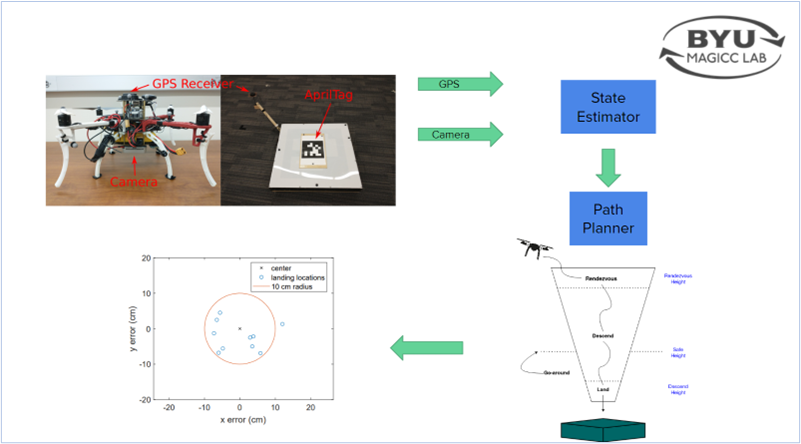 BYU
MAGICC LAB
GPS Receiver
AprilTag
Camera
GPS
Camera
State
Estimator
Path
Planner
Rendezvous
Rendezvous
Height
Descend
Safe
Height
Go-around
Land
Descend
Height
20
10
0
-10
-20
y error (cm)
center
landing locations
10 cm radius
-20
-10
0
10
20
x error (cm)